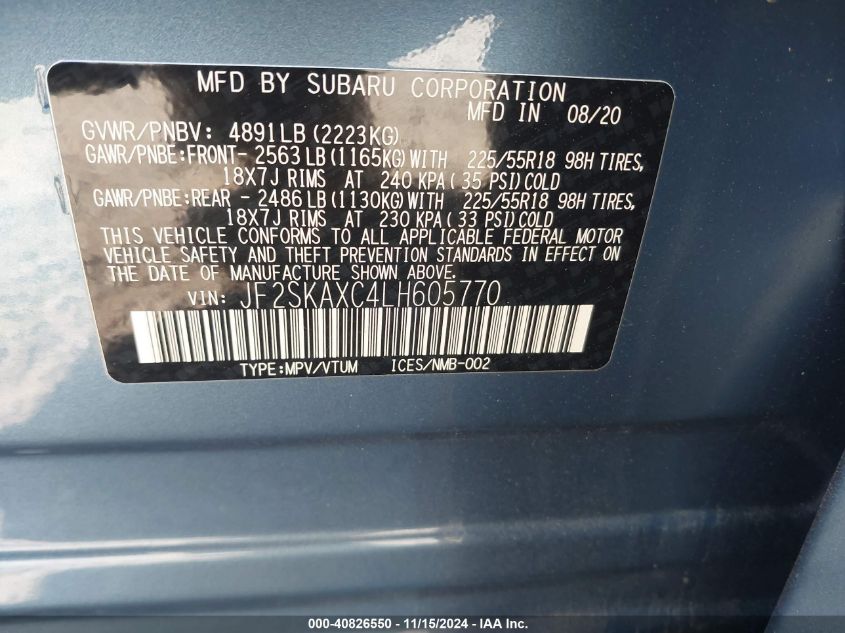 MFD BY SUBARU CORPORATION
MFD IN 08/20
GVWR/PNBV: 4891LB (2223KG)
GAWR/PNBE:FRONT- 2563 LB (1165KG) WITH 225/55R18 98H TIRES,
18X7J RIMS AT 240 KPA ( 35 PSI) COLD
GAWR/PNBE:REAR - 2486 LB (1130KG) WITH 225/55R18 98H TIRES,
18X7J RIMS AT 230 KPA ( 33 PSI) COLD
THIS VEHICLE CONFORMS TO ALL APPLICABLE FEDERAL MOTOR
VEHICLE SAFETY AND THEFT PREVENTION STANDARDS IN EFFECT ON
THE DATE OF MANUFACTURE SHOWN ABOVE.
VIN: JF2SKAXC4LH605770
TYPE:MPV/VTUM ICES/NMB-002
000-40826550 - 11/15/2024 - IAA Inc.